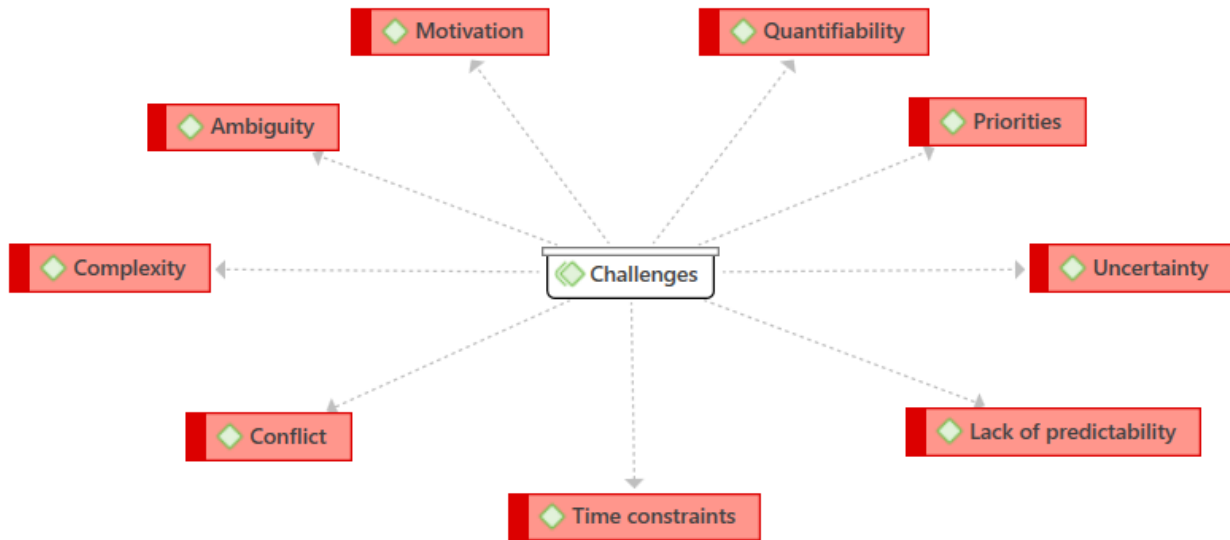 Motivation
Quantifiability
Ambiguity
Priorities
Complexity
Challenges
Uncertainty
Conflict
Lack of predictability
Time constraints